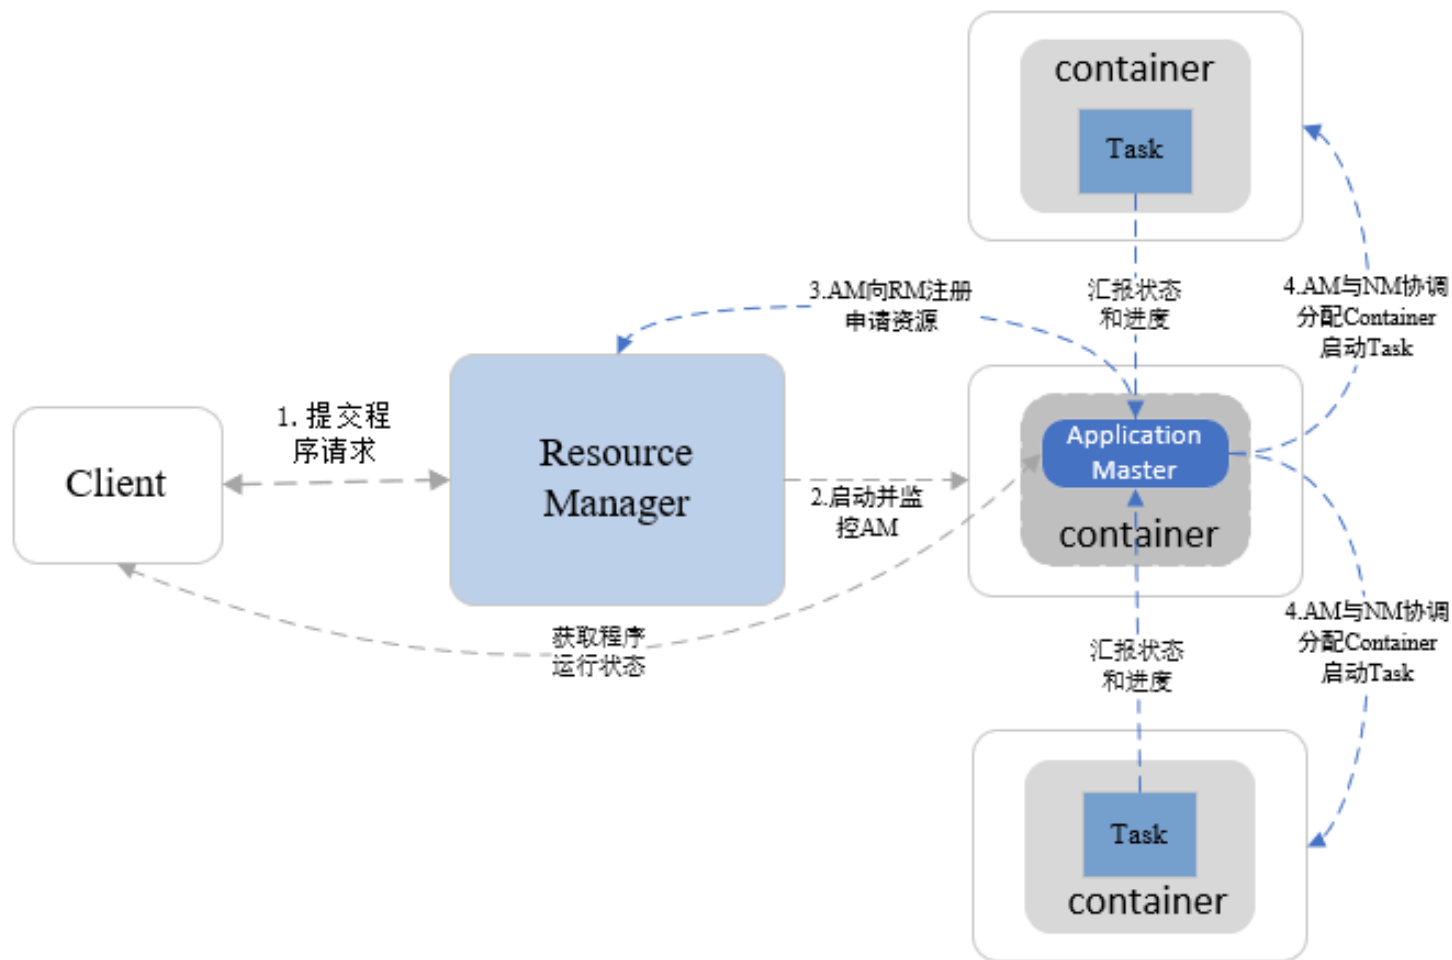 container
Task
3.AM向RM注册
申请资源
汇报状态
和进度
4.AM与NM协调
分配Container
启动Task
1. 提交程
序请求
Client
Resource
Manager
2.启动并监
控AM
Application
Master
container
获取程序
运行状态
汇报状态
和进度
4.AM与NM协调
分配Container
启动Task
Task
container